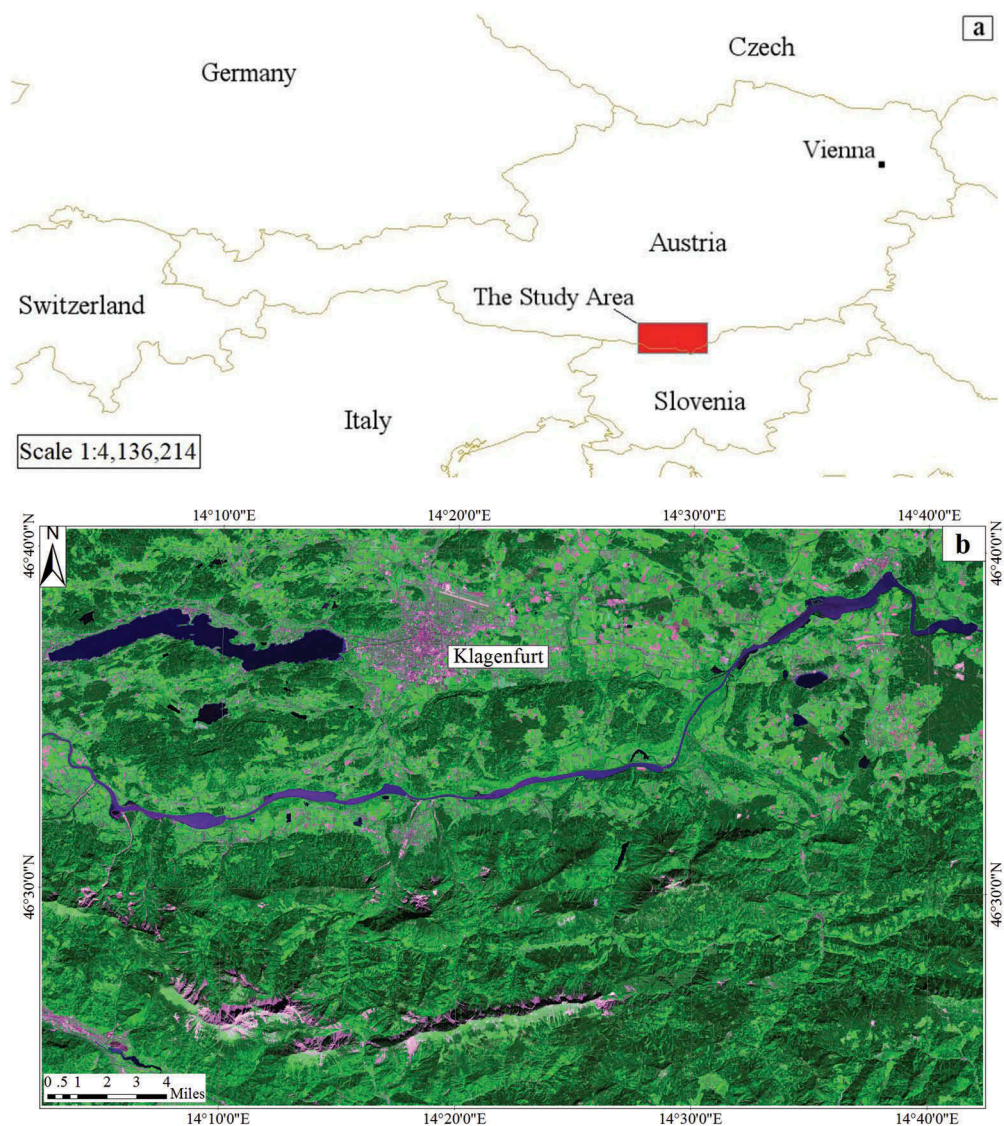 a
Czech
Germany
Vienna
Austria
The Study Area
Switzerland
Slovenia
Italy
Scale 1:4,136,214
14°10'0"E 14°20'0"E 14°30'0"E 14°40'0"E
46°40'0"N
N
b
46°40'0"N
Klagenfurt
46°30'0"N
46°30'0"N
0 .5 1 2 3 4
Miles
14°10'0"E 14°20'0"E 14°30'0"E 14°40'0"E